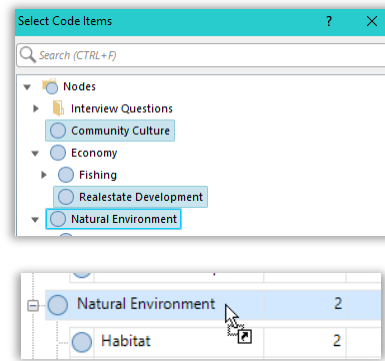 Select Code Items ? ×
Search (CTRL+F)
Nodes
Interview Questions
Community Culture
Economy
Fishing
Realestate Development
Natural Environment
Natural Environment 2
Habitat 2